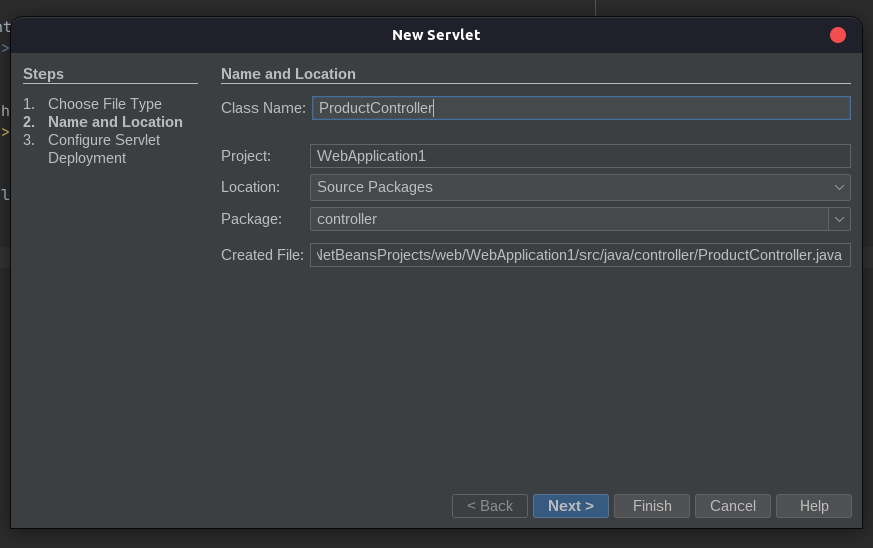 nt
>
h
>
l
New Servlet
Steps
1. Choose File Type
2. Name and Location
3. Configure Servlet
Deployment
Name and Location
Class Name: ProductController
Project: WebApplication1
Location: Source Packages
Package: controller
Created File: NetBeansProjects/web/WebApplication1/src/java/controller/ProductController.java
< Back Next > Finish Cancel Help